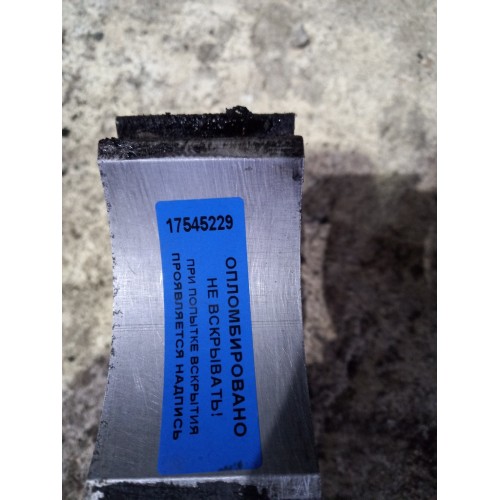 17545229
ОПЛОМБИРОВАНО
НЕ ВСКРЫВАТЬ!
ПРИ ПОПЫТКЕ ВСКРЫТИЯ
ПРОЯВЛЯЕТСЯ НАДПИСЬ